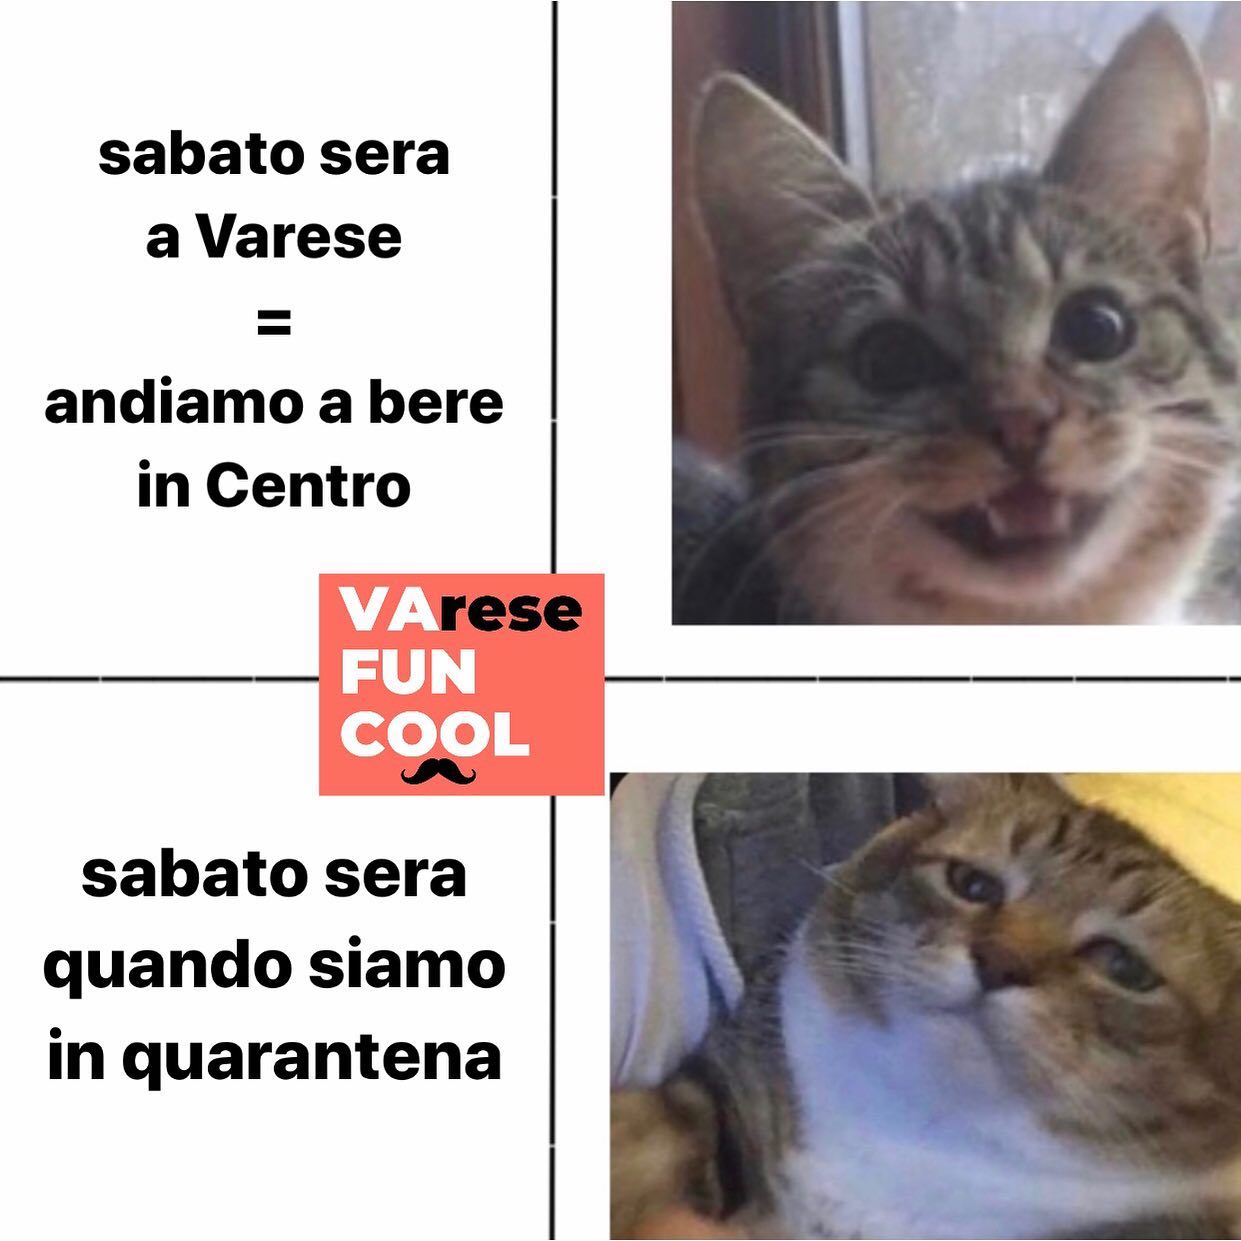 sabato sera
a Varese
=
andiamo a bere
in Centro
VArese
FUN
COOL
sabato sera
quando siamo
in quarantena